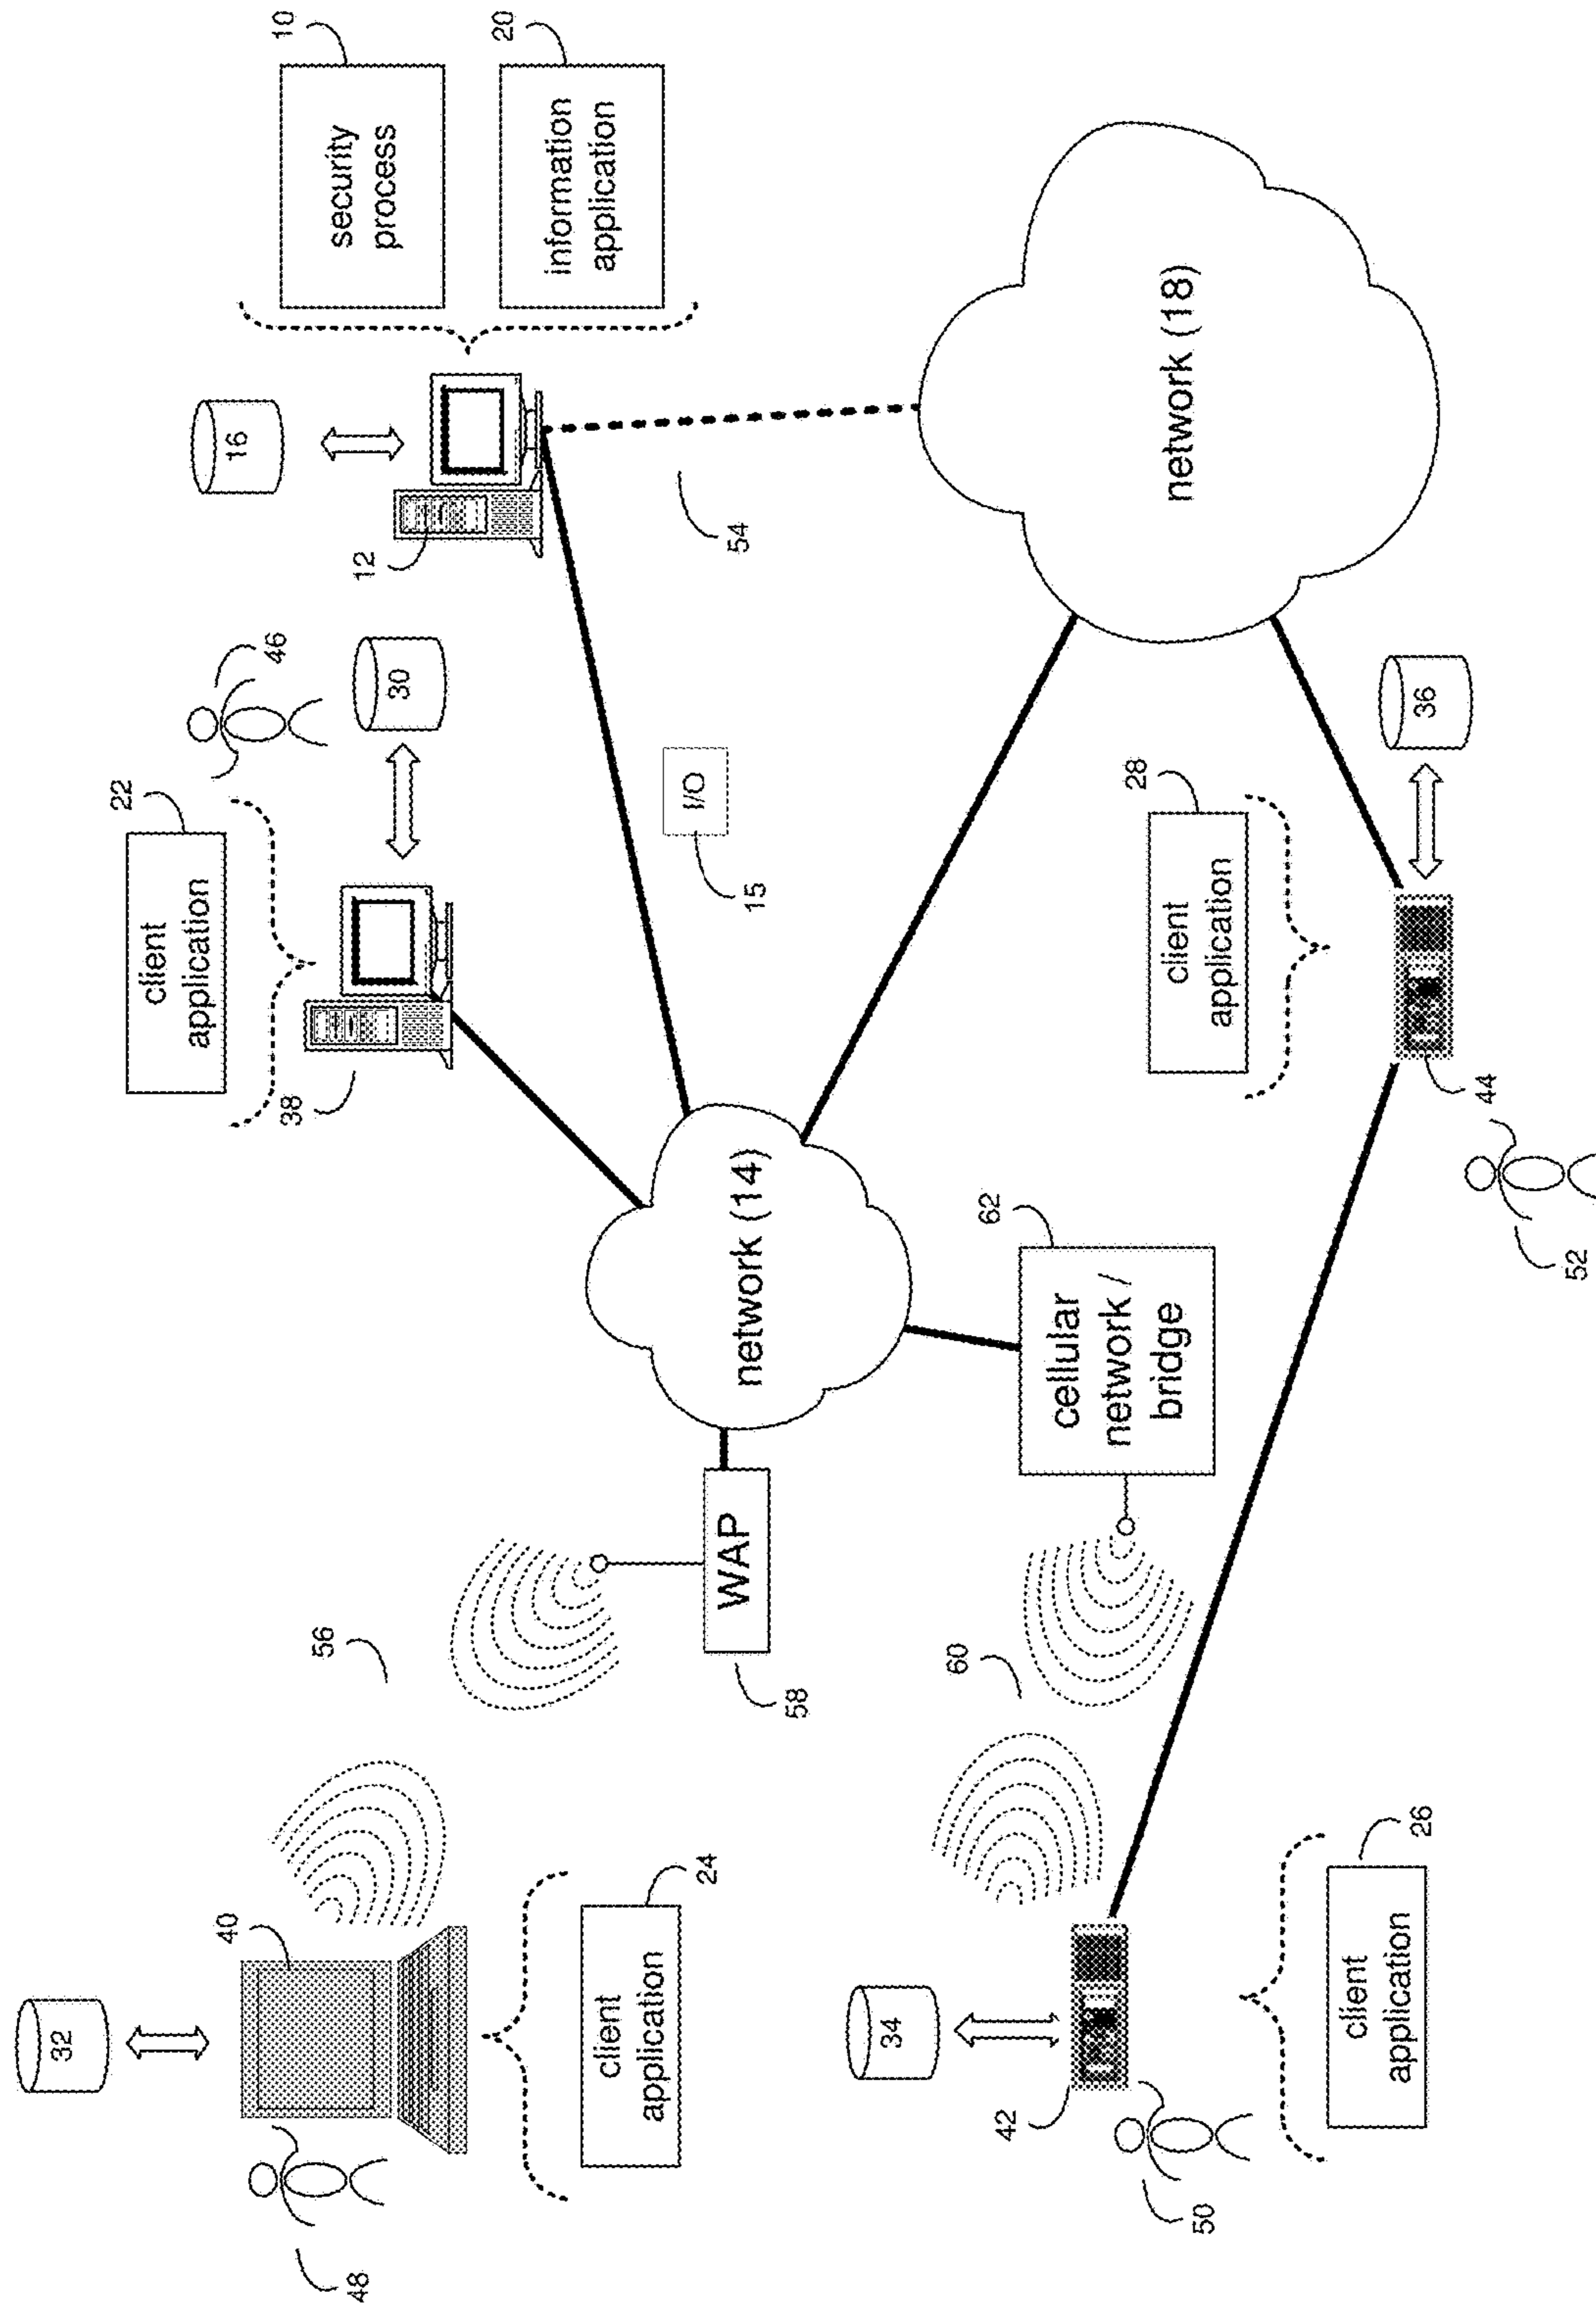 32
40
48
client
application
24
56
WAP
58
client
application
22
38
46
30
16
12
10
security
process
20
information
application
54
I/O
15
network (14)
network (18)
34
42
50
client
application
26
60
62
cellular
network /
bridge
28
client
application
36
44
52